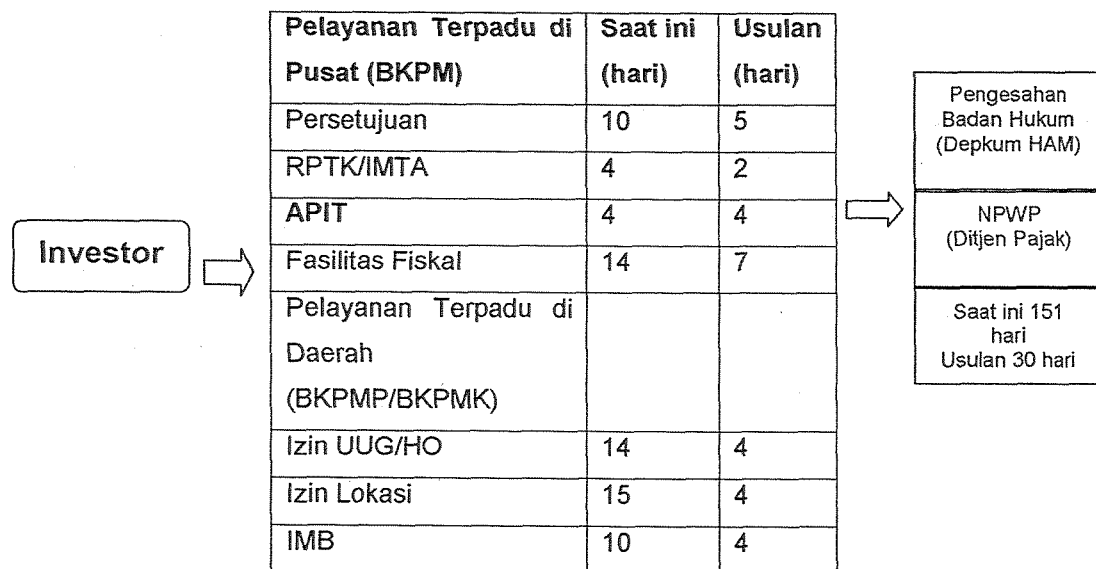 Investor
Pelayanan Terpadu di Pusat (BKPM) Saat ini (hari) Usulan (hari)
Persetujuan 10 5
RPTK/IMTA 4 2
APIT 4 4
Fasilitas Fiskal 14 7
Pelayanan Terpadu di
Daerah
(BKPMP/BKPMK)
Izin UUG/HO 14 4
Izin Lokasi 15 4
IMB 10 4
Pengesahan
Badan Hukum
(Depkum HAM)
NPWP
(Ditjen Pajak)
Saat ini 151
hari
Usulan 30 hari